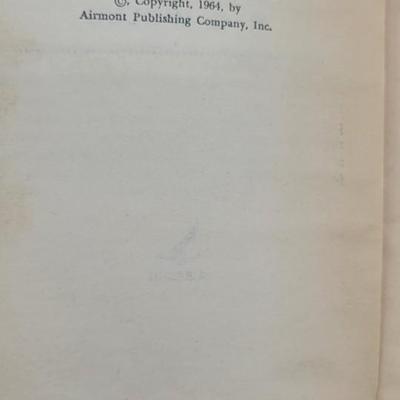 ©, Copyright, 1964, by
Airmont Publishing Company, Inc.